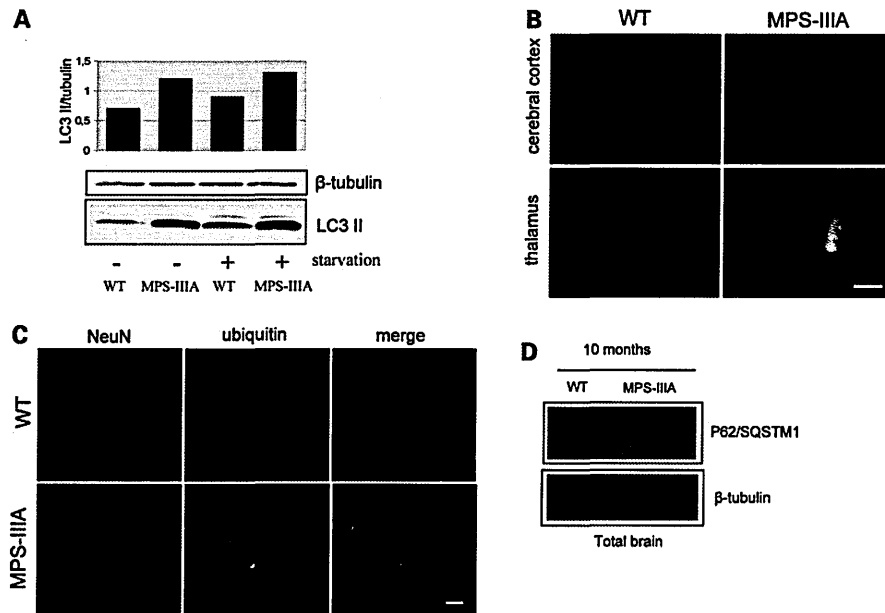 A
1,5
1
0,5
0
LC3 II/tubulin
β-tubulin
LC3 II
- - + + starvation
WT MPS-IIIA WT MPS-IIIA
B
WT MPS-IIIA
cerebral cortex
thalamus
C
NeuN ubiquitin merge
WT
MPS-IIIA
D
10 months
WT MPS-IIIA
P62/SQSTM1
β-tubulin
Total brain